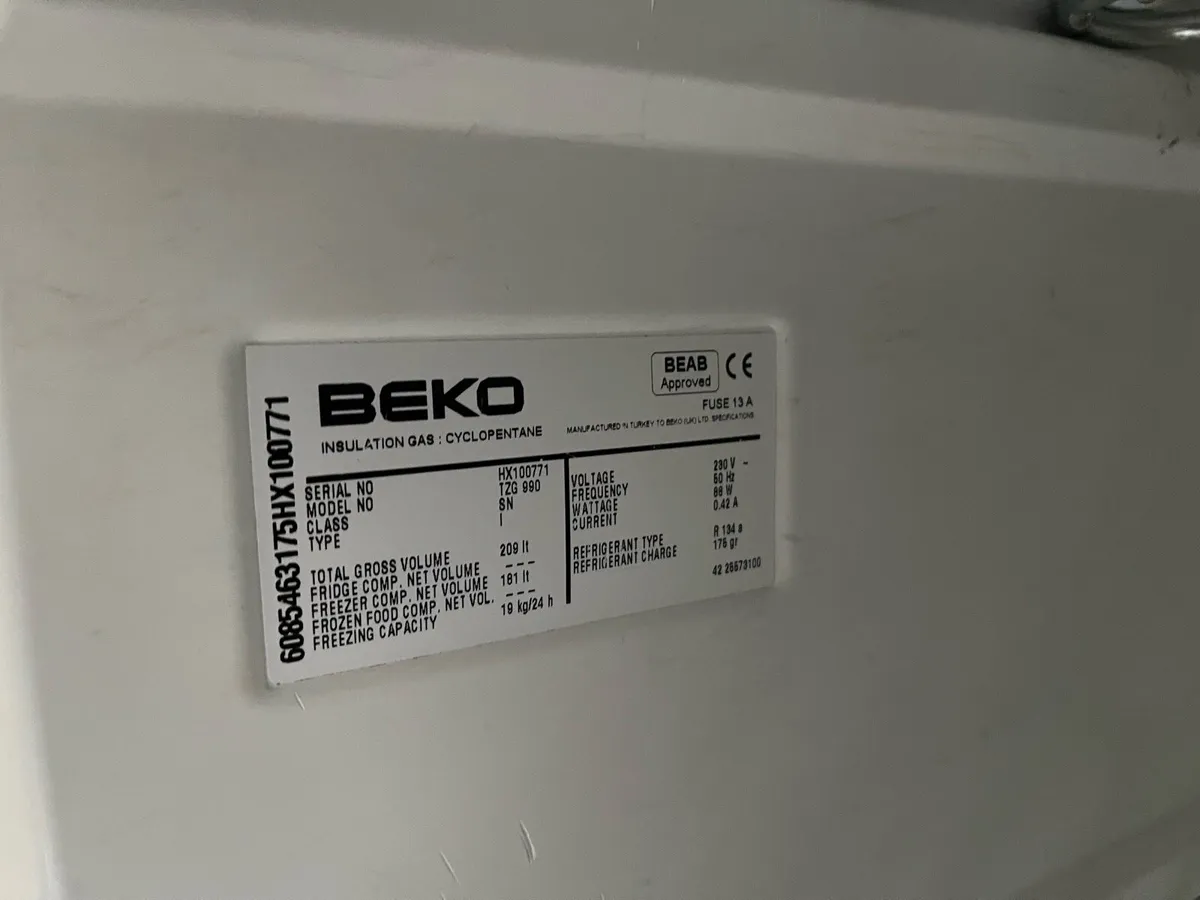 6085463175HX100771
BEKO
INSULATION GAS : CYCLOPENTANE
BEAB
Approved
CE
FUSE 13 A
MANUFACTURED IN TURKEY TO BEKO (UK) LTD. SPECIFICATIONS
SERIAL NO HX100771
MODEL NO TZG 990
CLASS SN
TYPE I
TOTAL GROSS VOLUME 209 lt
FRIDGE COMP. NET VOLUME ---
FREEZER COMP. NET VOLUME 181 lt
FROZEN FOOD COMP. NET VOL. ---
FREEZING CAPACITY 19 kg/24 h
VOLTAGE 230 V ~
FREQUENCY 50 Hz
WATTAGE 88 W
CURRENT 0.42 A
REFRIGERANT TYPE R 134 a
REFRIGERANT CHARGE 176 gr
42 26573100